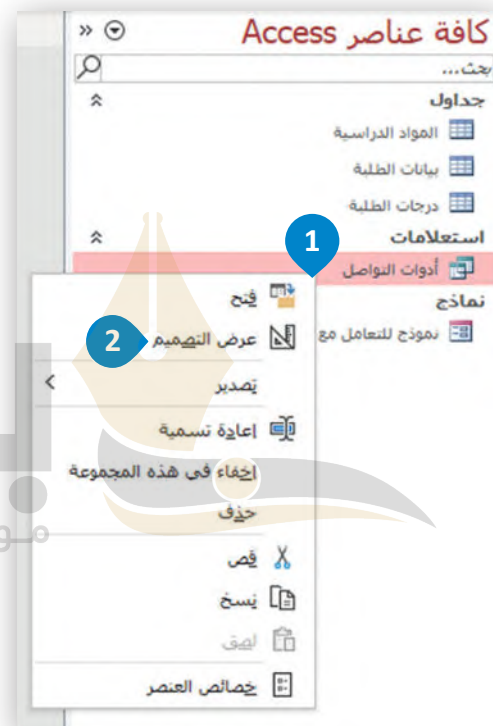 كافة عناصر Access
بحث...
جداول
المواد الدراسية
بيانات الطلبة
درجات الطلبة
استعلامات
1
أدوات التواصل
نماذج
نموذج للتعامل مع
فتح
2 عرض التصميم
تصدير
إعادة تسمية
إخفاء في هذه المجموعة
حذف
قص
نسخ
لصق
خصائص العنصر